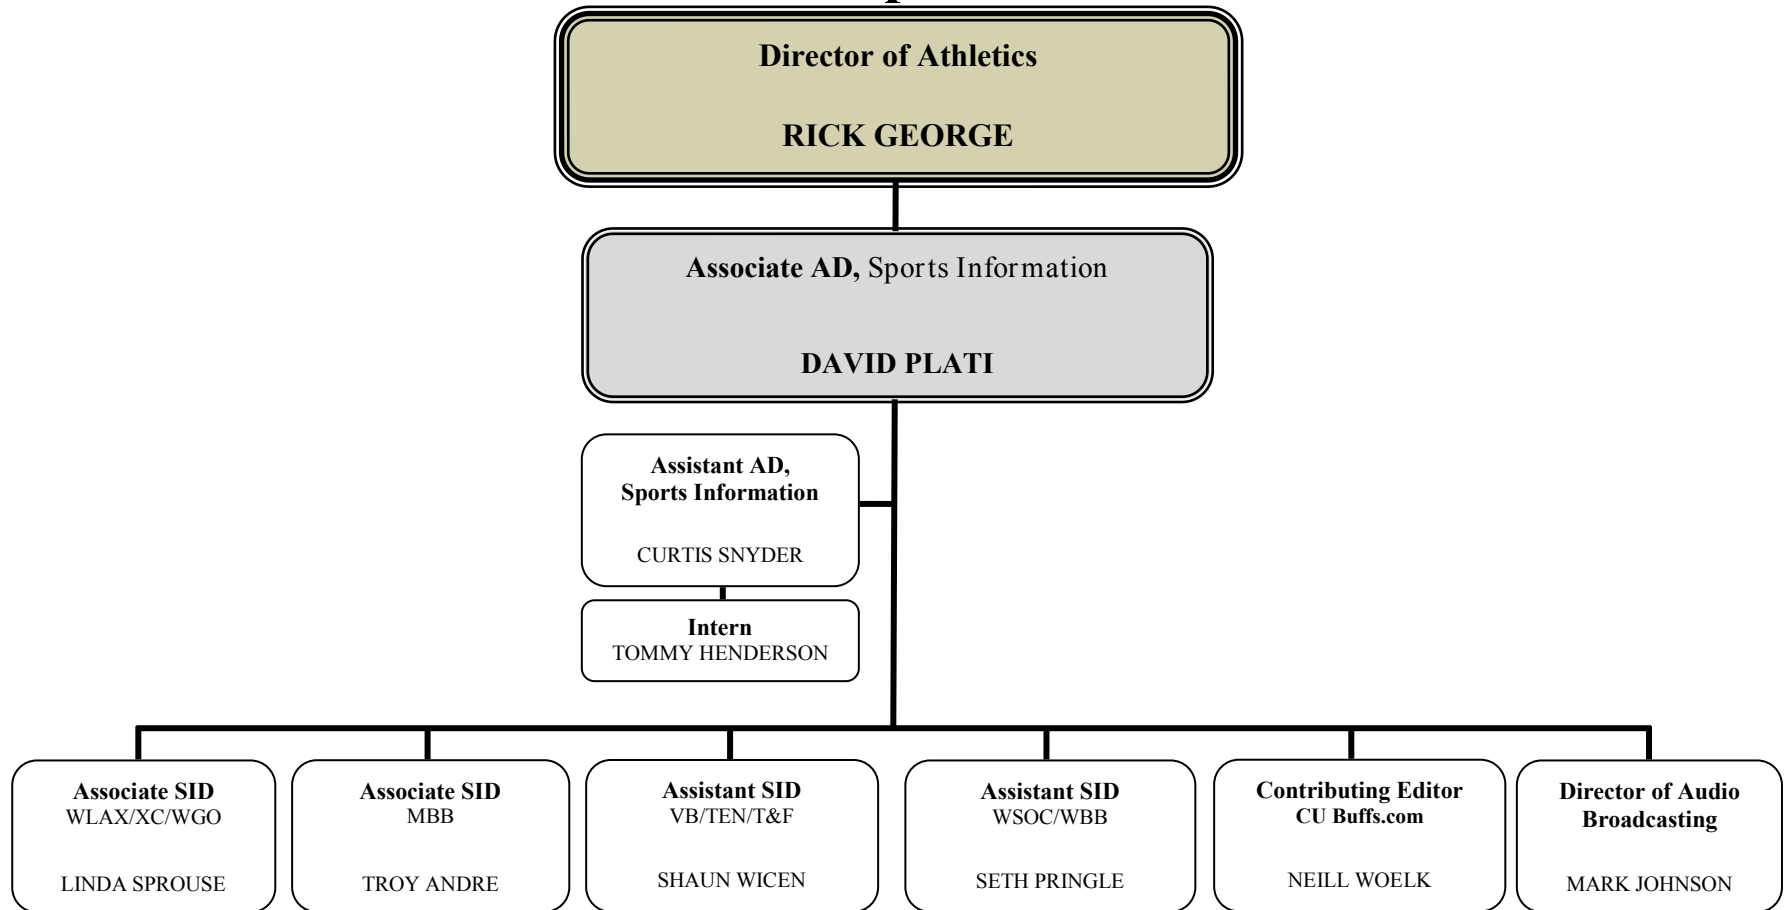 Director of Athletics
RICK GEORGE
Associate AD, Sports Information
DAVID PLATI
Assistant AD,
Sports Information
CURTIS SNYDER
Intern
TOMMY HENDERSON
Associate SID
WLAX/XC/WGO
LINDA SPROUSE
Associate SID
MBB
TROY ANDRE
Assistant SID
VB/TEN/T&F
SHAUN WICEN
Assistant SID
WSOC/WBB
SETH PRINGLE
Contributing Editor
CU Buffs.com
NEILL WOELK
Director of Audio
Broadcasting
MARK JOHNSON